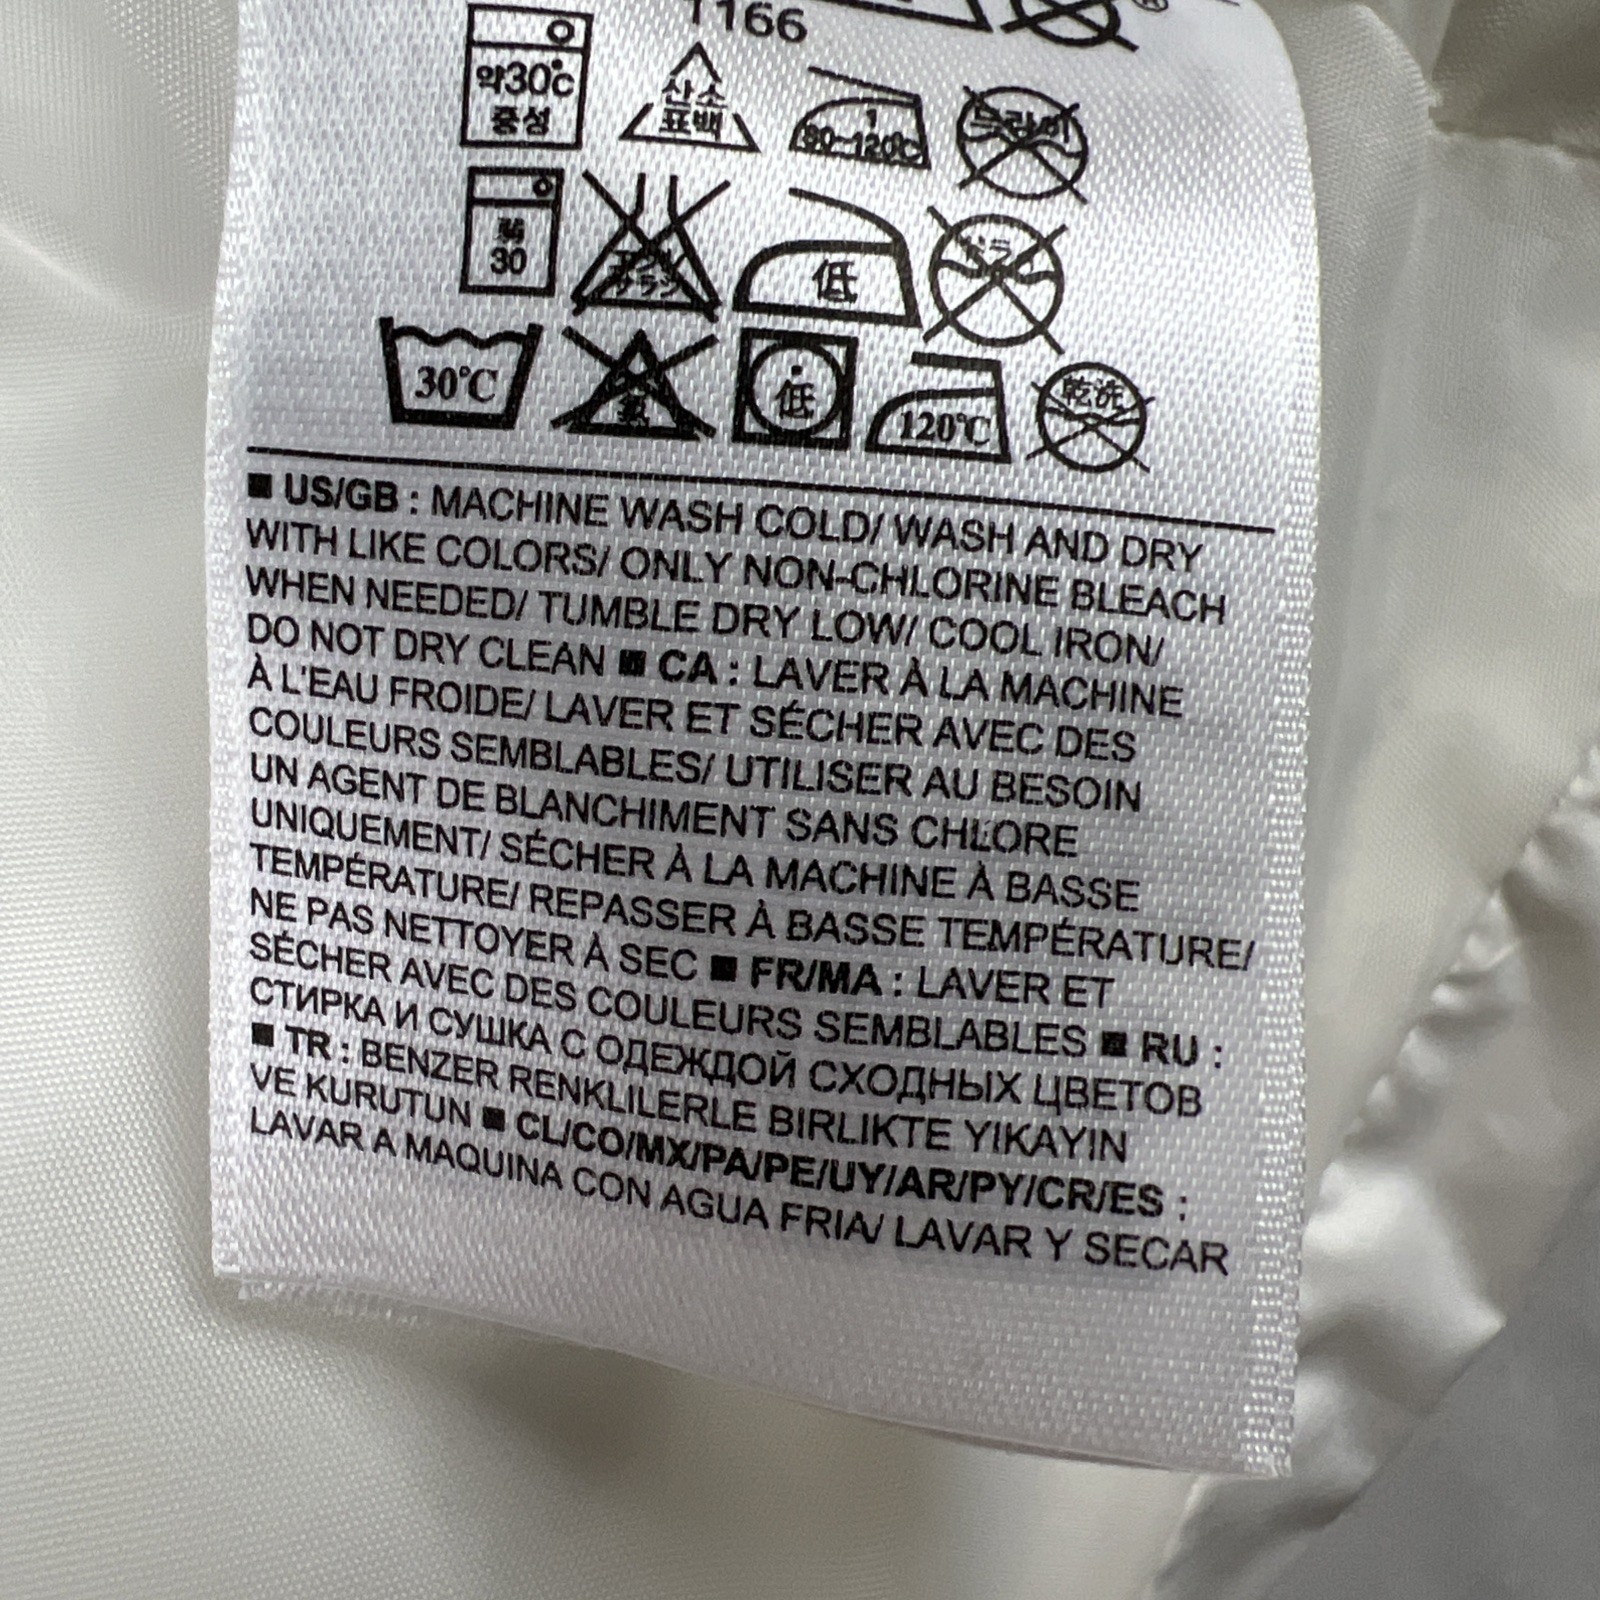 1166
약30℃ 중성
산소 표백
1 80~120℃
드라이
30
低
ドライ
30℃
氯
低
120℃
乾洗
■ US/GB : MACHINE WASH COLD/ WASH AND DRY
WITH LIKE COLORS/ ONLY NON-CHLORINE BLEACH
WHEN NEEDED/ TUMBLE DRY LOW/ COOL IRON/
DO NOT DRY CLEAN ■ CA : LAVER À LA MACHINE
À L'EAU FROIDE/ LAVER ET SÉCHER AVEC DES
COULEURS SEMBLABLES/ UTILISER AU BESOIN
UN AGENT DE BLANCHIMENT SANS CHLORE
UNIQUEMENT/ SÉCHER À LA MACHINE À BASSE
TEMPÉRATURE/ REPASSER À BASSE TEMPÉRATURE/
NE PAS NETTOYER À SEC ■ FR/MA : LAVER ET
SÉCHER AVEC DES COULEURS SEMBLABLES ■ RU :
СТИРКА И СУШКА С ОДЕЖДОЙ СХОДНЫХ ЦВЕТОВ
■ TR : BENZER RENKLILERLE BIRLIKTE YIKAYIN
VE KURUTUN ■ CL/CO/MX/PA/PE/UY/AR/PY/CR/ES :
LAVAR A MAQUINA CON AGUA FRIA/ LAVAR Y SECAR